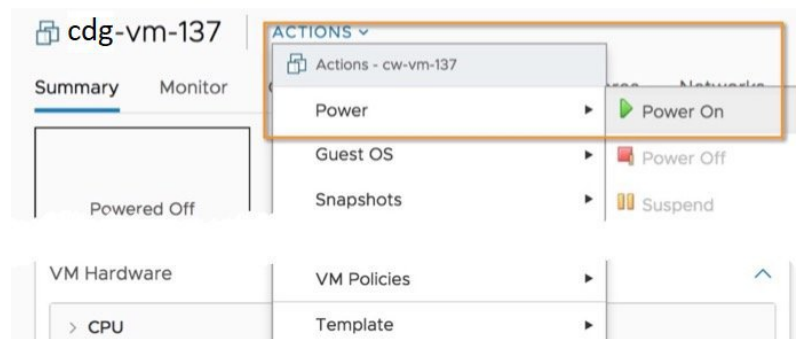 cdg-vm-137
ACTIONS
Actions - cw-vm-137
Summary Monitor
Networks
Power
Power On
Guest OS
Power Off
Snapshots
Suspend
Powered Off
VM Hardware
VM Policies
CPU
Template